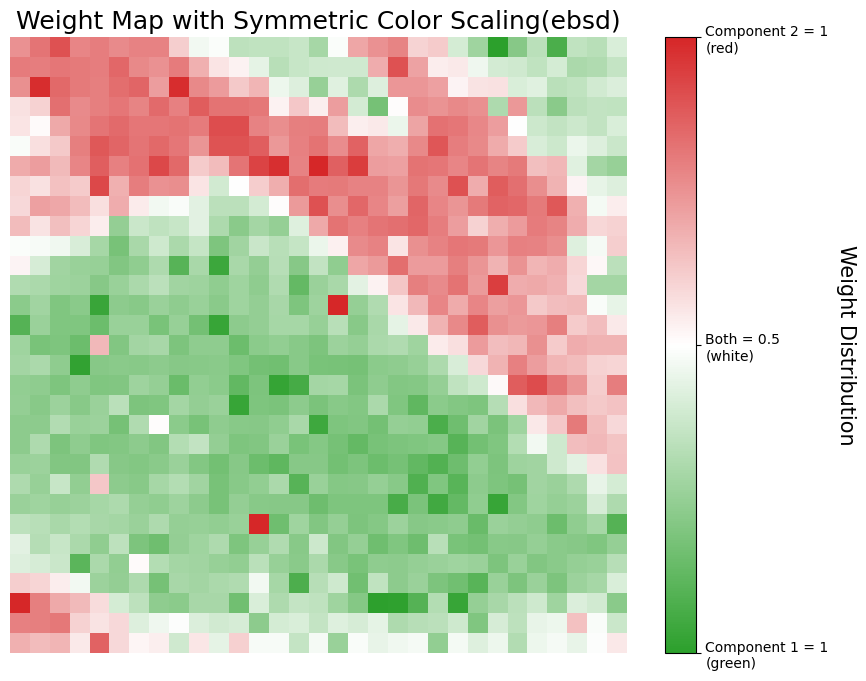 Weight Map with Symmetric Color Scaling(ebsd)
Component 2 = 1
(red)
Both = 0.5
(white)
Component 1 = 1
(green)
Weight Distribution